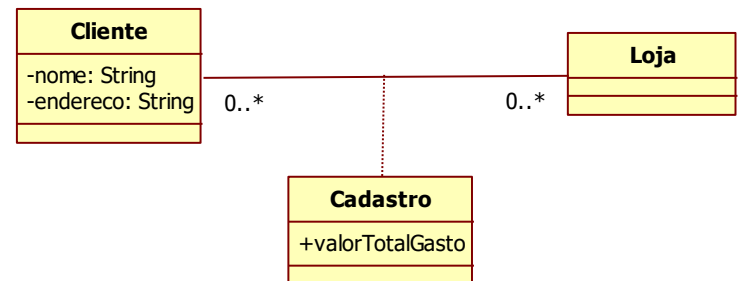 Cliente
-nome: String
-endereco: String
0..*
0..*
Loja
Cadastro
+valorTotalGasto